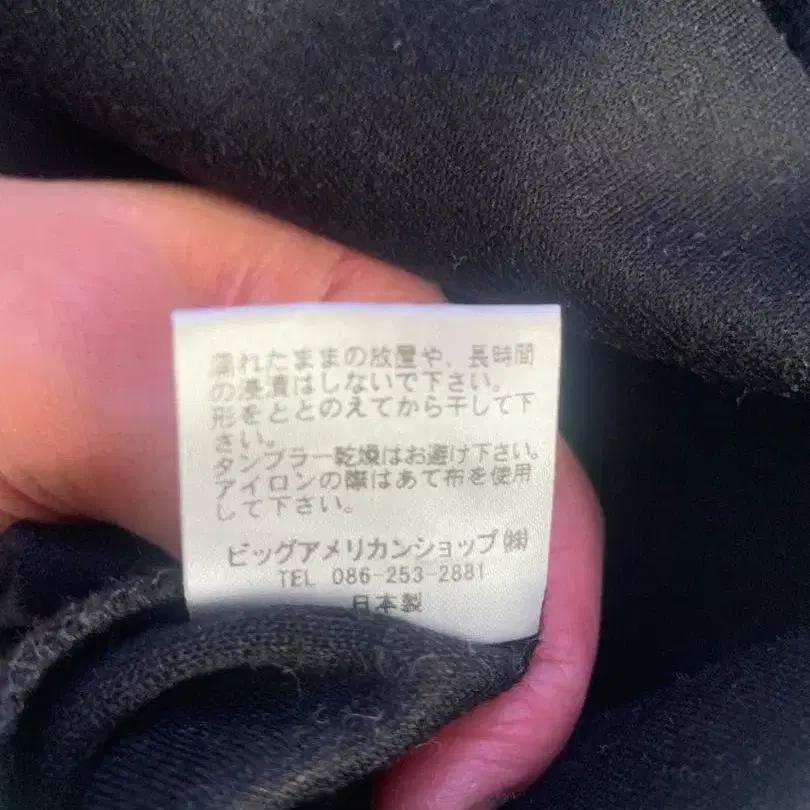 濡れたままの放置や、長時間
の浸漬はしないで下さい。
形をととのえてから干して下
さい。
タンブラー乾燥はお避け下さい。
アイロンの際はあて布を使用
して下さい。
ビッグアメリカンショップ㈱
TEL 086-253-2881
日本製